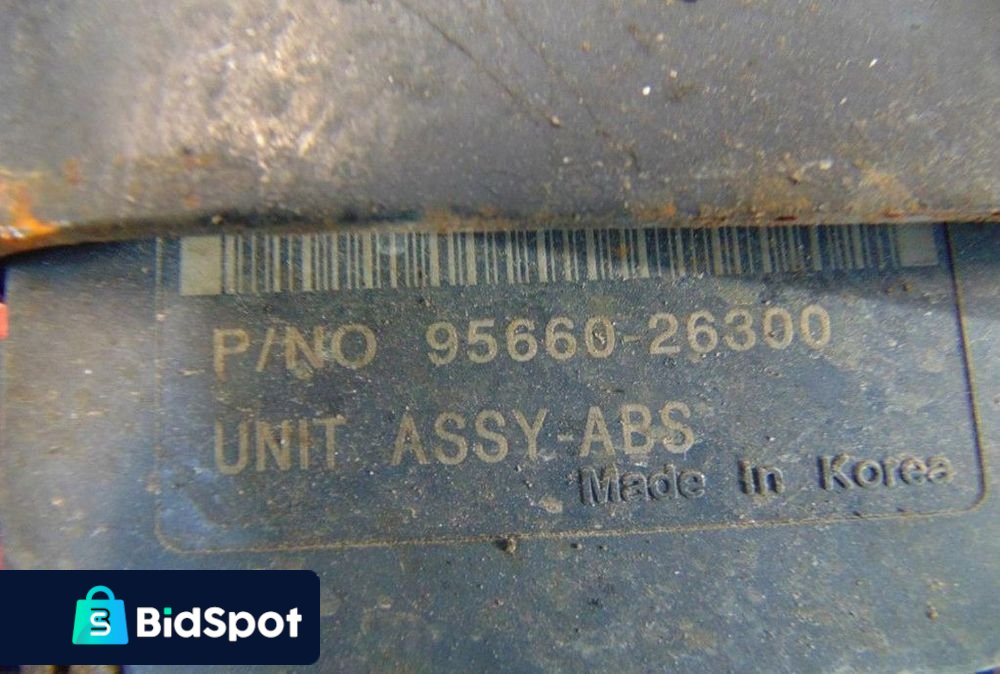 P/NO 95660-26300
UNIT ASSY-ABS
Made In Korea
BidSpot